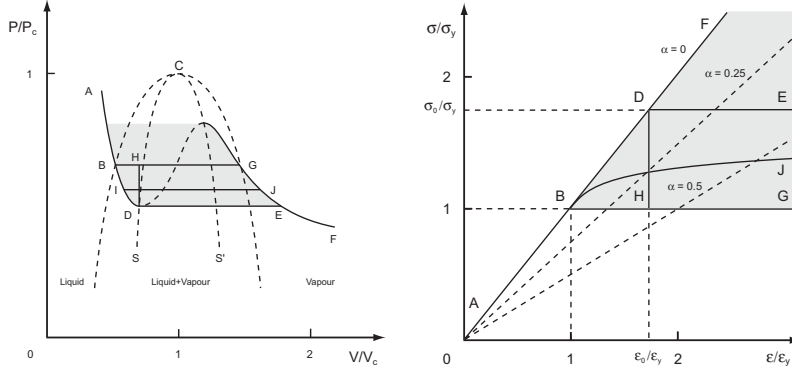 P/P_c
1
A
C
B
H
G
I
J
D
E
F
S
S'
Liquid
Liquid+Vapour
Vapour
0
1
2
V/V_c
σ/σ_y
F
α = 0
α = 0.25
2
D
E
σ_0/σ_y
J
B
α = 0.5
H
G
1
A
0
1
ε_0/ε_y
2
ε/ε_y